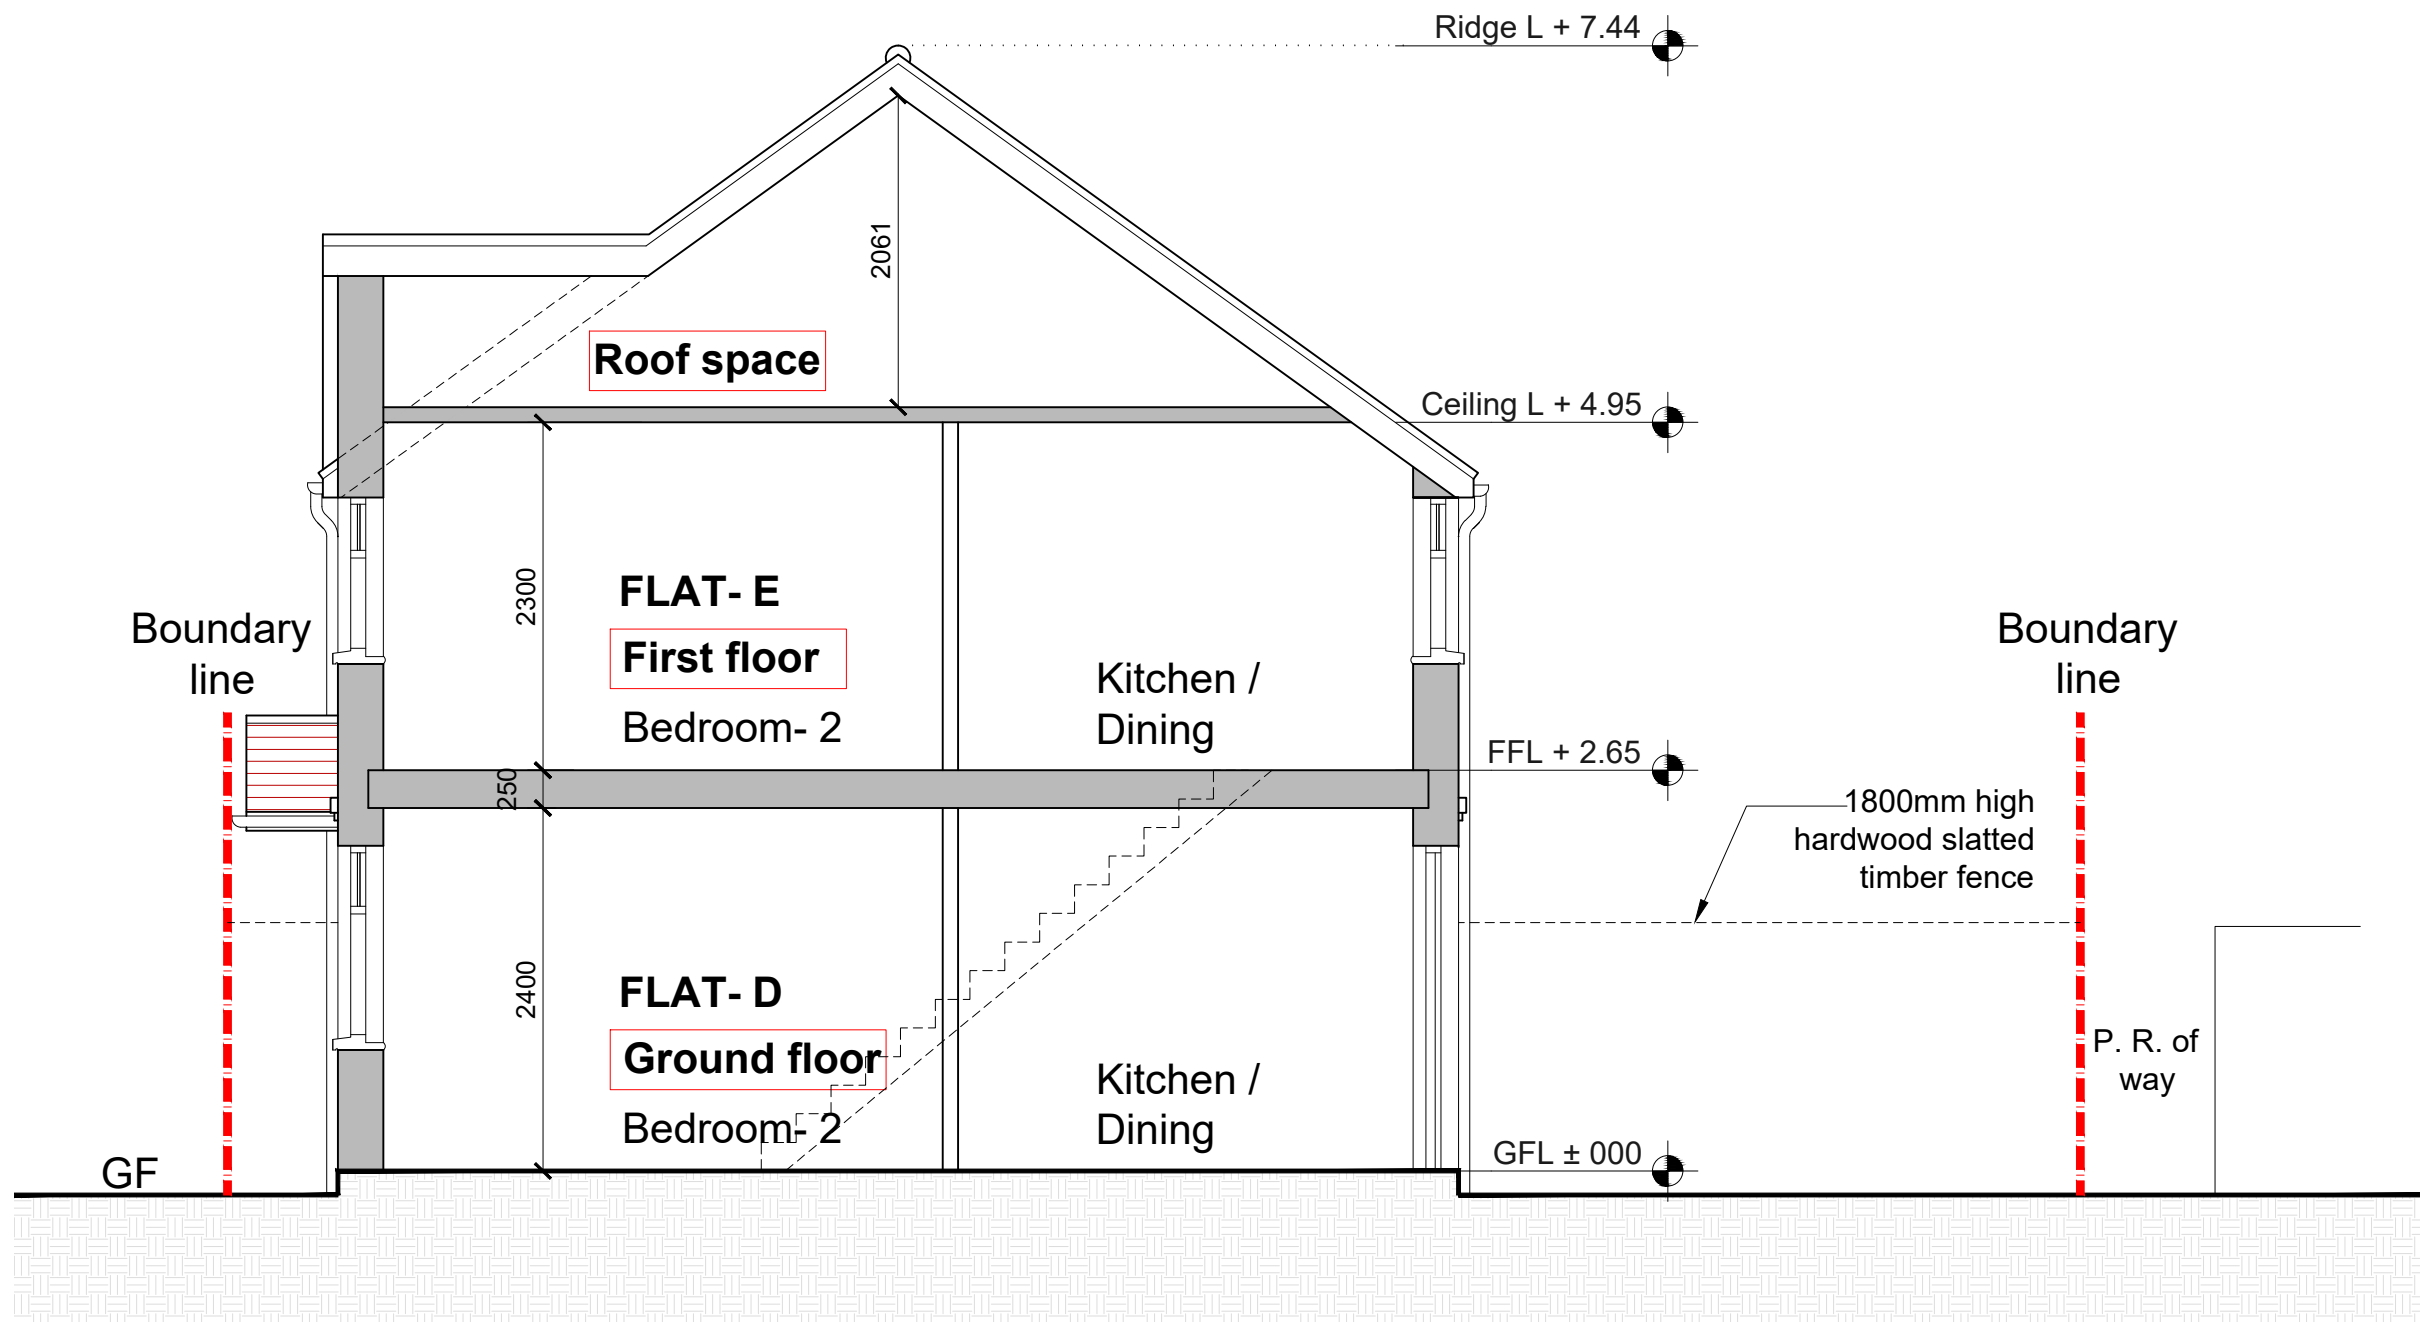 Ridge L + 7.44
2061
Roof space
Ceiling L + 4.95
2300
FLAT- E
First floor
Bedroom- 2
Kitchen /
Dining
Boundary
line
Boundary
line
FFL + 2.65
250
1800mm high
hardwood slatted
timber fence
2400
FLAT- D
Ground floor
Bedroom- 2
Kitchen /
Dining
P. R. of
way
GFL ± 000
GF